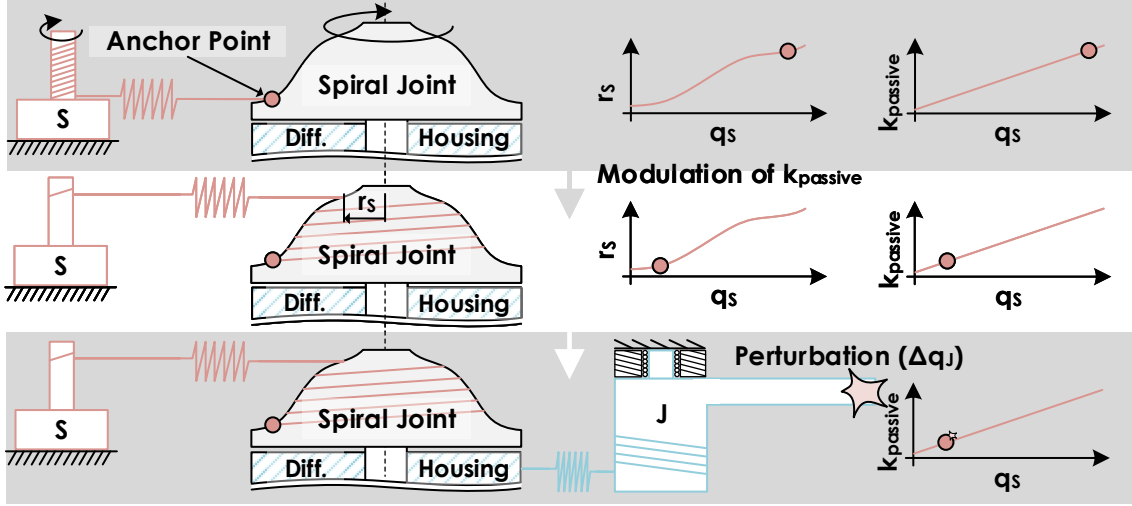 Anchor Point
S
Spiral Joint
Diff.
Housing
rs
qs
kpassive
qs
Modulation of kpassive
rs
S
Spiral Joint
Diff.
Housing
rs
qs
kpassive
qs
Perturbation (ΔqJ)
S
Spiral Joint
Diff.
Housing
J
kpassive
qs